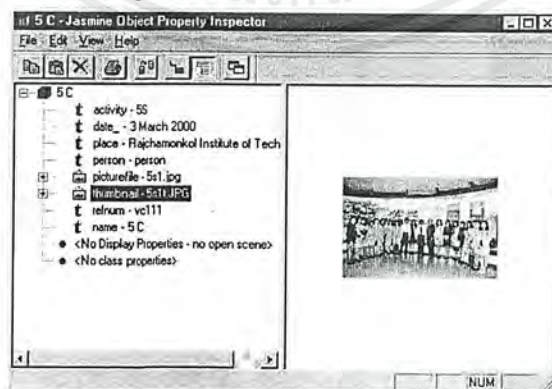 5 C - Jasmine Object Property Inspector
File Edit View Help
5 C
t activity - 5S
t date_ - 3 March 2000
t place - Rajchamonkol Institute of Tech
t person - person
picturefile - 5s1.jpg
thumbnail - 5s1t.JPG
t refnum - vc111
t name - 5 C
<No Display Properties - no open scene>
<No class properties>
NUM